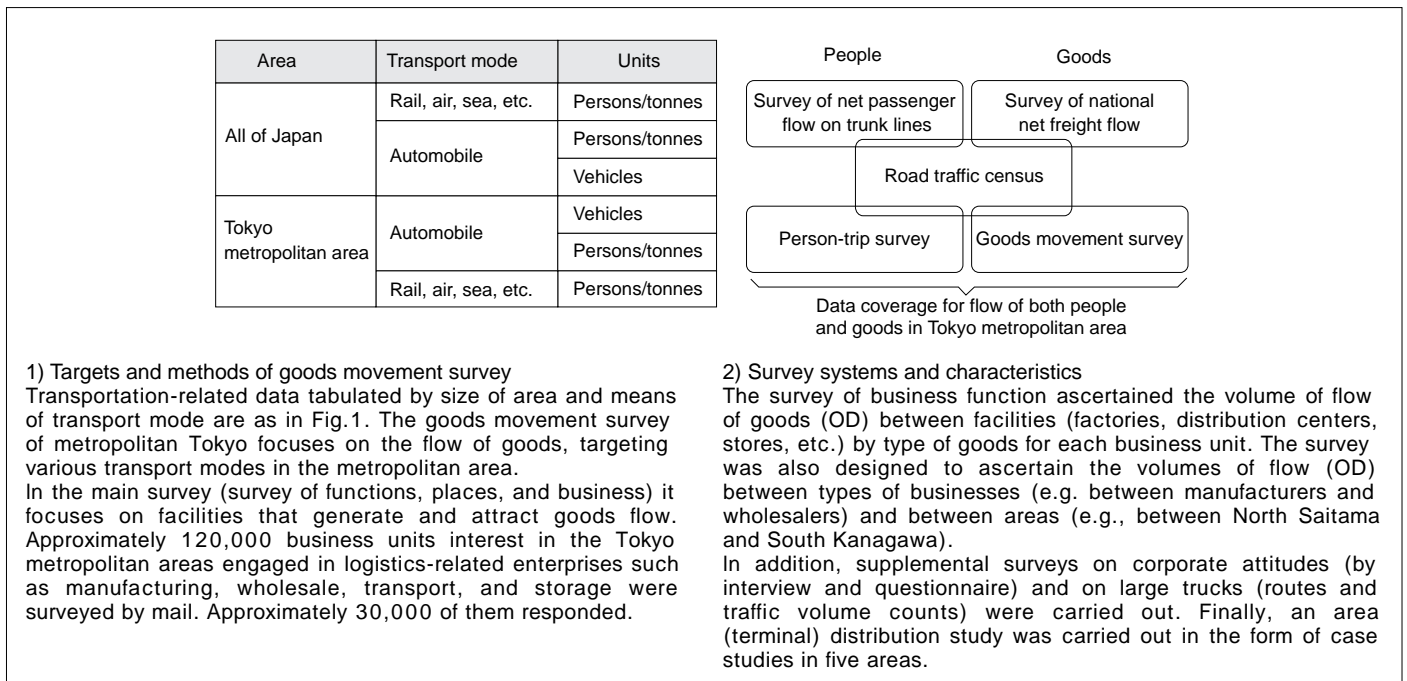 Area Transport mode Units
All of Japan
Rail, air, sea, etc. Persons/tonnes
Automobile
Persons/tonnes
Vehicles
Tokyo
metropolitan area
Automobile
Vehicles
Persons/tonnes
Rail, air, sea, etc. Persons/tonnes
People Goods
Survey of net passenger
flow on trunk lines
Survey of national
net freight flow
Road traffic census
Person-trip survey
Goods movement survey
Data coverage for flow of both people
and goods in Tokyo metropolitan area
1) Targets and methods of goods movement survey
Transportation-related data tabulated by size of area and means
of transport mode are as in Fig.1. The goods movement survey
of metropolitan Tokyo focuses on the flow of goods, targeting
various transport modes in the metropolitan area.
In the main survey (survey of functions, places, and business) it
focuses on facilities that generate and attract goods flow.
Approximately 120,000 business units interest in the Tokyo
metropolitan areas engaged in logistics-related enterprises such
as manufacturing, wholesale, transport, and storage were
surveyed by mail. Approximately 30,000 of them responded.
2) Survey systems and characteristics
The survey of business function ascertained the volume of flow
of goods (OD) between facilities (factories, distribution centers,
stores, etc.) by type of goods for each business unit. The survey
was also designed to ascertain the volumes of flow (OD)
between types of businesses (e.g. between manufacturers and
wholesalers) and between areas (e.g., between North Saitama
and South Kanagawa).
In addition, supplemental surveys on corporate attitudes (by
interview and questionnaire) and on large trucks (routes and
traffic volume counts) were carried out. Finally, an area
(terminal) distribution study was carried out in the form of case
studies in five areas.